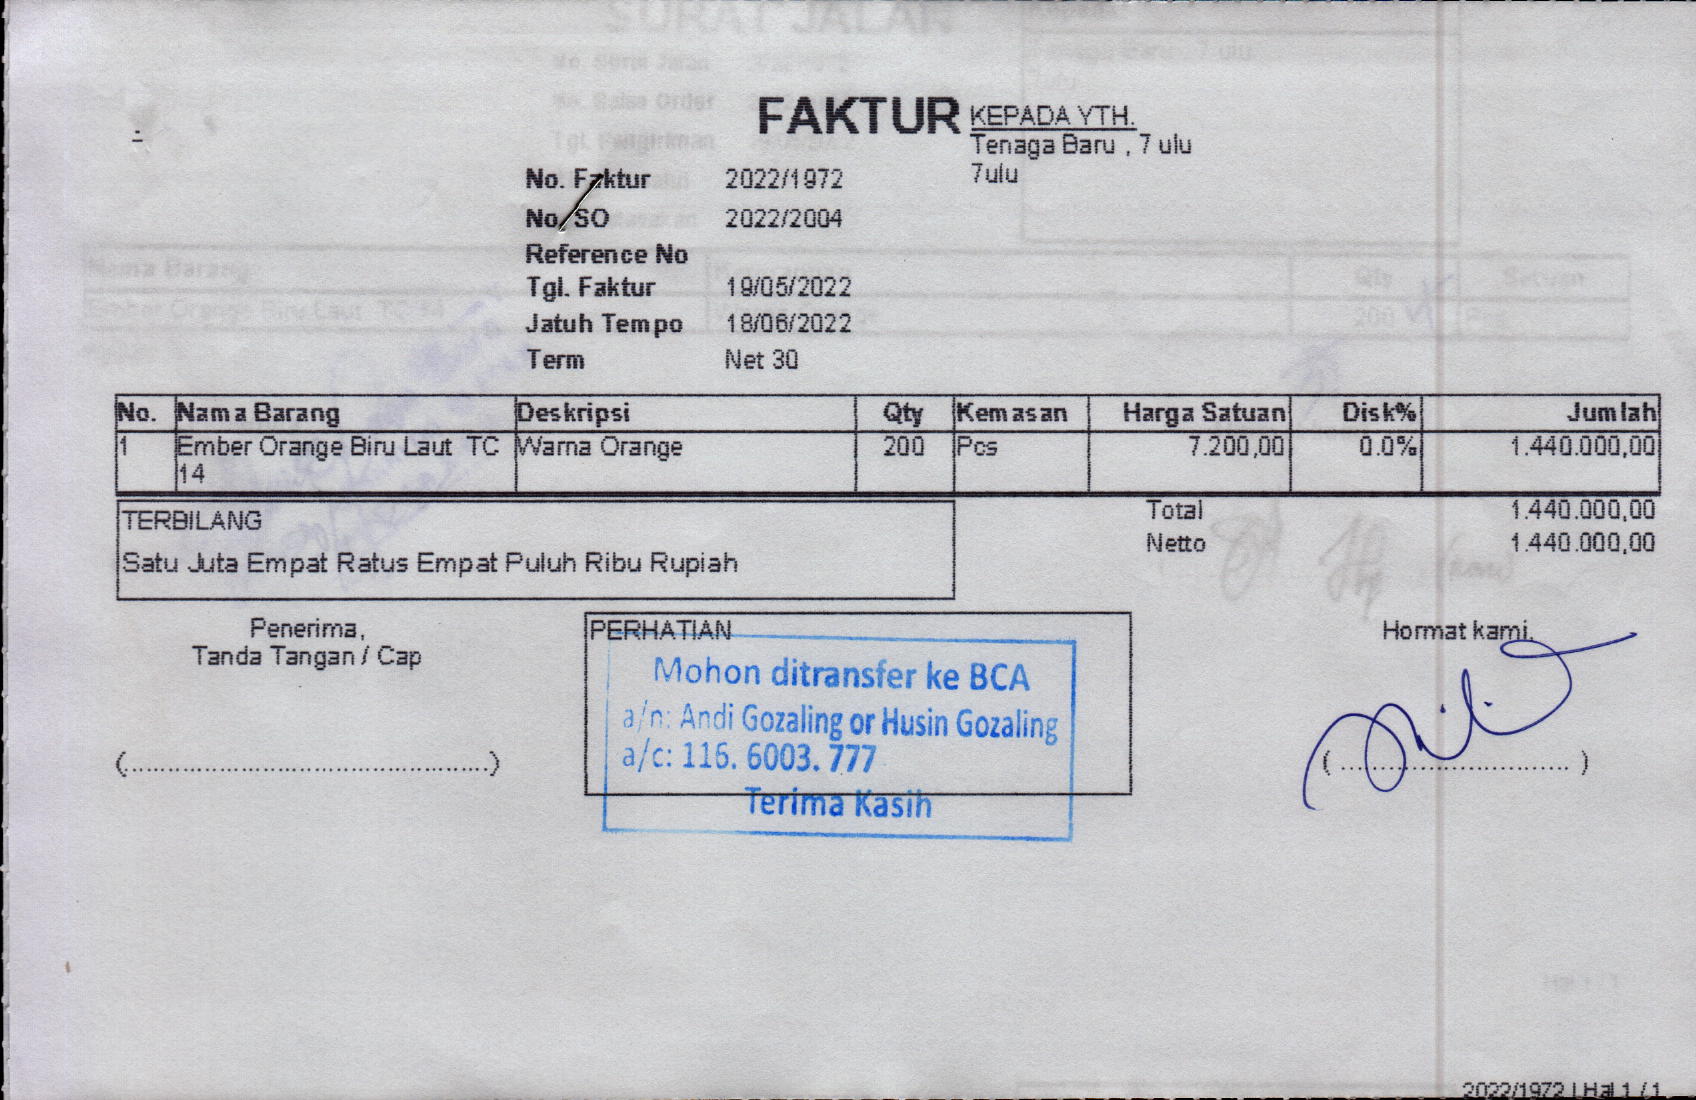 FAKTUR
KEPADA YTH.
Tenaga Baru , 7 ulu
7ulu
No. Faktur 2022/1972
No. SO 2022/2004
Reference No
Tgl. Faktur 19/05/2022
Jatuh Tempo 18/06/2022
Term Net 30
No. Nama Barang Deskripsi Qty Kemasan Harga Satuan Disk% Jumlah
1 Ember Orange Biru Laut TC Warna Orange 200 Pcs 7.200,00 0.0% 1.440.000,00
14
Total 1.440.000,00
Netto 1.440.000,00
TERBILANG
Satu Juta Empat Ratus Empat Puluh Ribu Rupiah
Penerima,
Tanda Tangan / Cap
(................................................)
PERHATIAN
Mohon ditransfer ke BCA
a/n: Andi Gozaling or Husin Gozaling
a/c: 116. 6003. 777
Terima Kasih
Hormat kami,
( .............................. )
2022/1972 | Hal 1 / 1